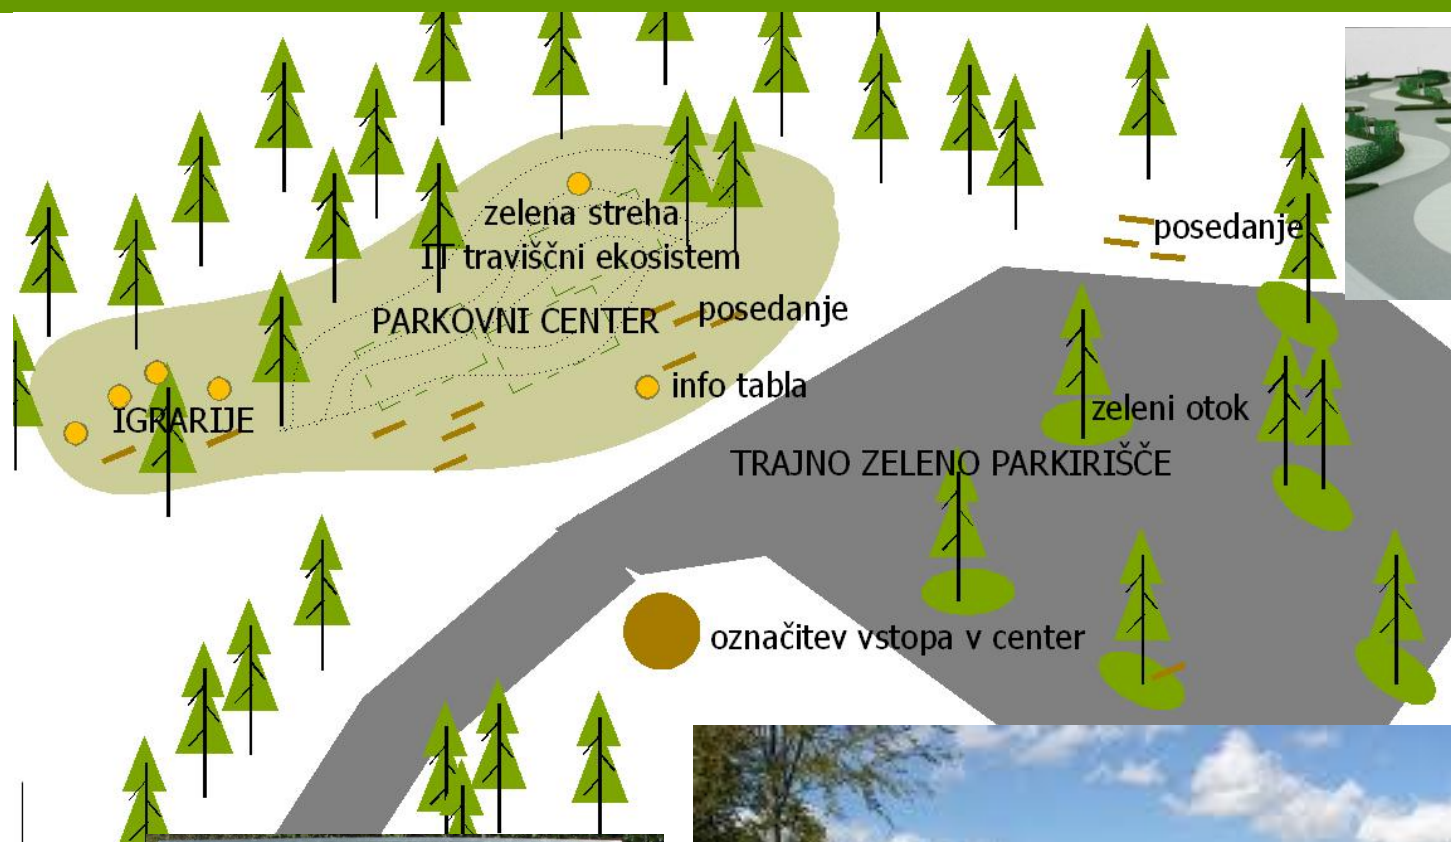 zelena streha
IT traviščni ekosistem
PARKOVNI CENTER
posedanje
posedanje
info tabla
IGRARIJE
zeleni otok
TRAJNO ZELENO PARKIRIŠČE
označitev vstopa v center